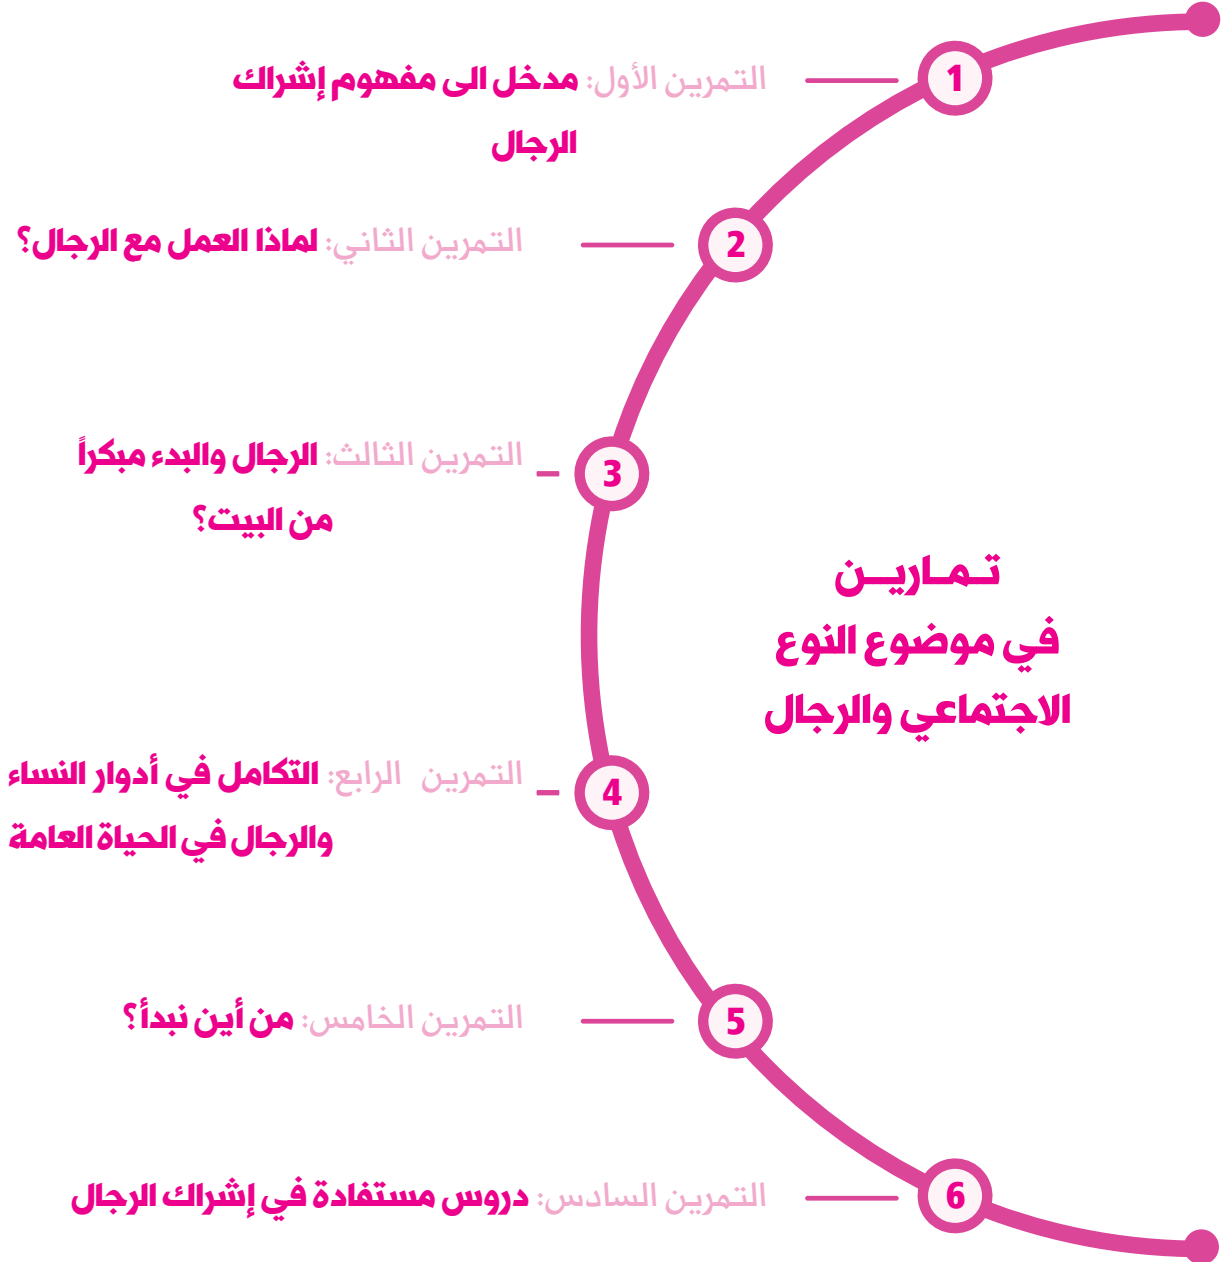 تمارين
في موضوع النوع
الاجتماعي والرجال
1
التمرين الأول: مدخل الى مفهوم إشراك
الرجال
2
التمرين الثاني: لماذا العمل مع الرجال؟
3
التمرين الثالث: الرجال والبدء مبكراً
من البيت؟
4
التمرين الرابع: التكامل في أدوار النساء
والرجال في الحياة العامة
5
التمرين الخامس: من أين نبدأ؟
6
التمرين السادس: دروس مستفادة في إشراك الرجال